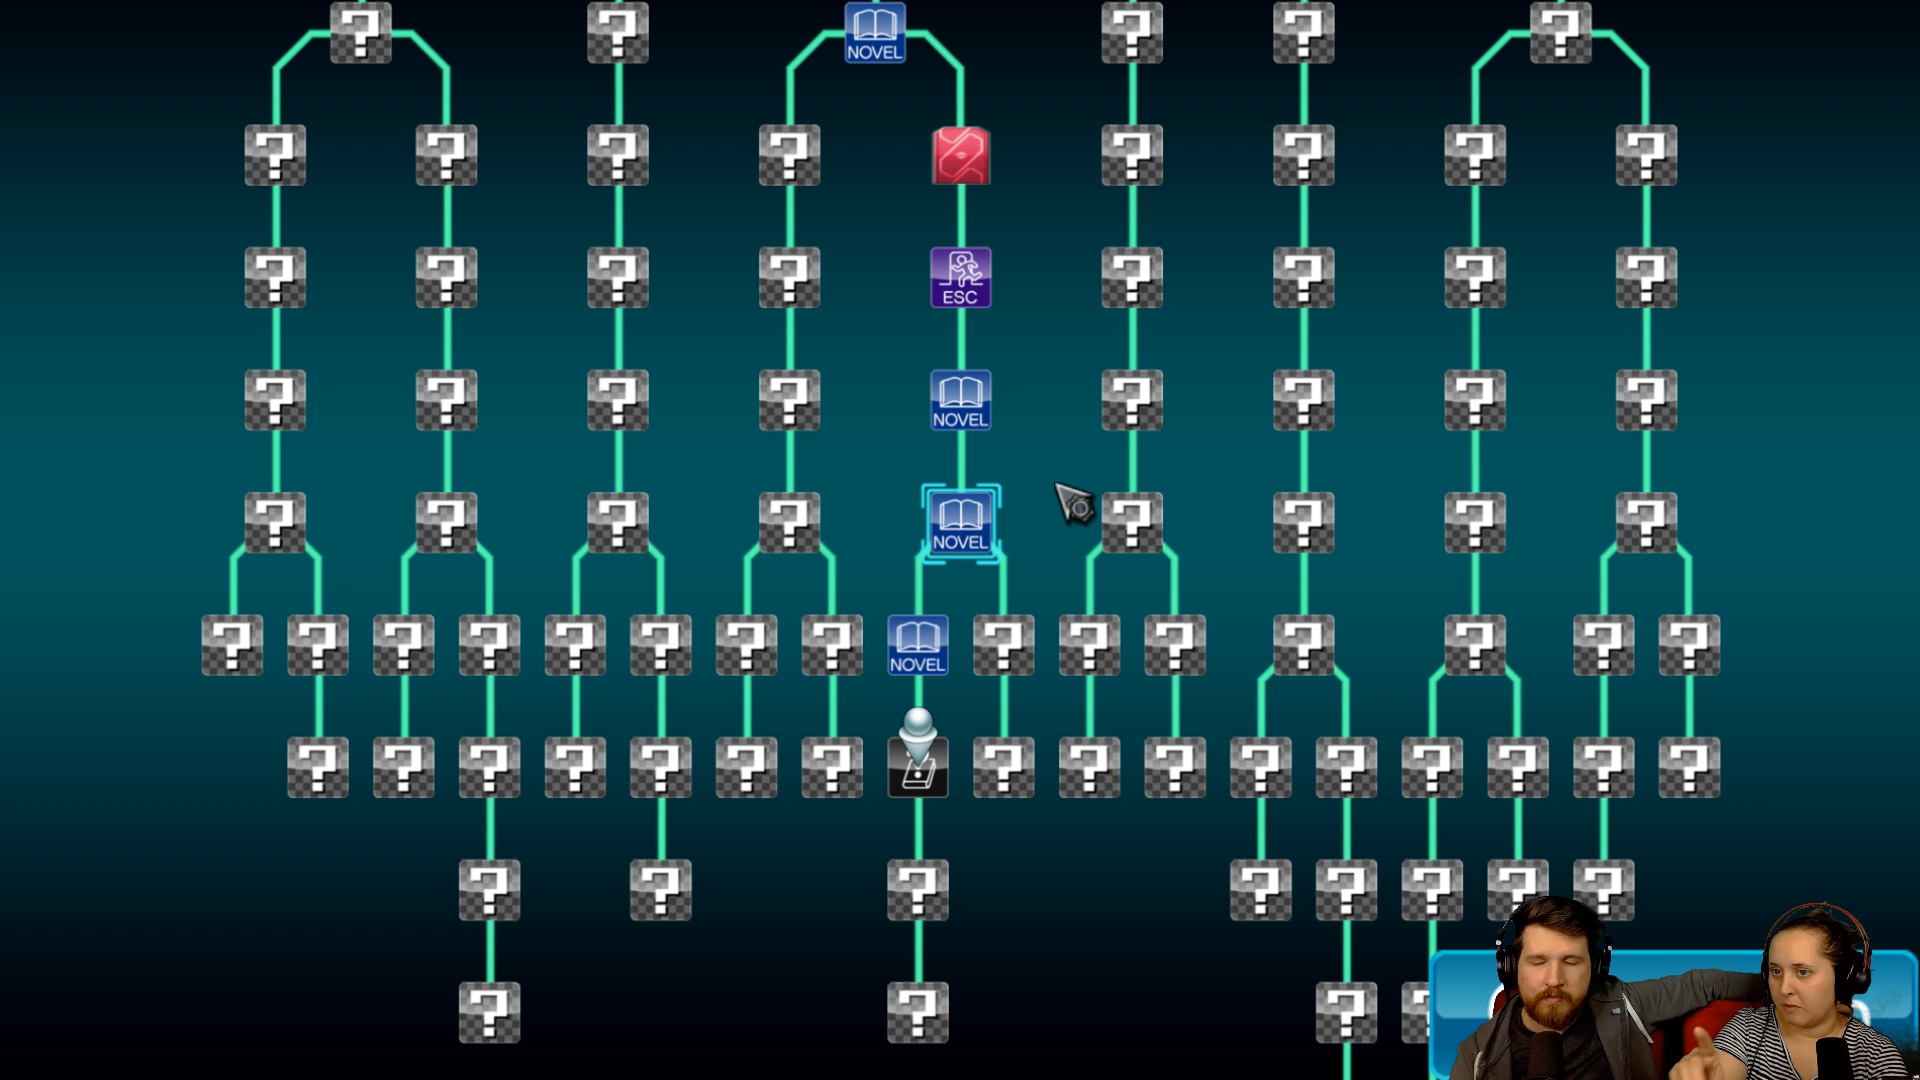 ? ? NOVEL ? ? ?
? ? ? ? ? ? ? ?
? ? ? ? ESC ? ? ? ?
? ? ? ? NOVEL ? ? ? ?
? ? ? ? NOVEL ? ? ? ?
? ? ? ? ? ? ? ? NOVEL ? ? ? ? ? ? ?
? ? ? ? ? ? ? ? ? ? ? ? ? ? ? ?
? ? ? ? ? ? ? ?
? ? ? ?